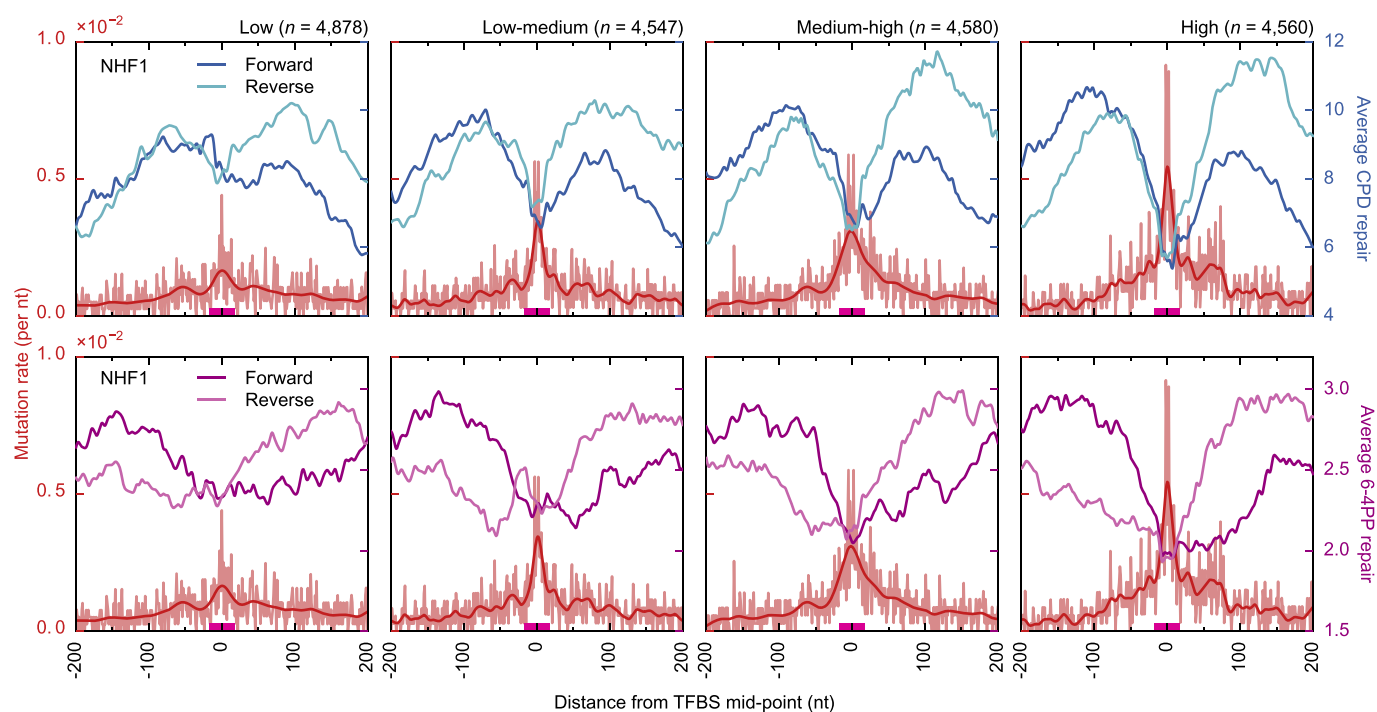 ×10⁻²
Low (n = 4,878)
Low-medium (n = 4,547)
Medium-high (n = 4,580)
High (n = 4,560)
1.0
0.5
0.0
NHF1
Forward
Reverse
12
10
8
6
4
Average CPD repair
Mutation rate (per nt)
×10⁻²
1.0
0.5
0.0
NHF1
Forward
Reverse
3.0
2.5
2.0
1.5
Average 6-4PP repair
-200 -100 0 100 200
-200 -100 0 100 200
-200 -100 0 100 200
-200 -100 0 100 200
Distance from TFBS mid-point (nt)